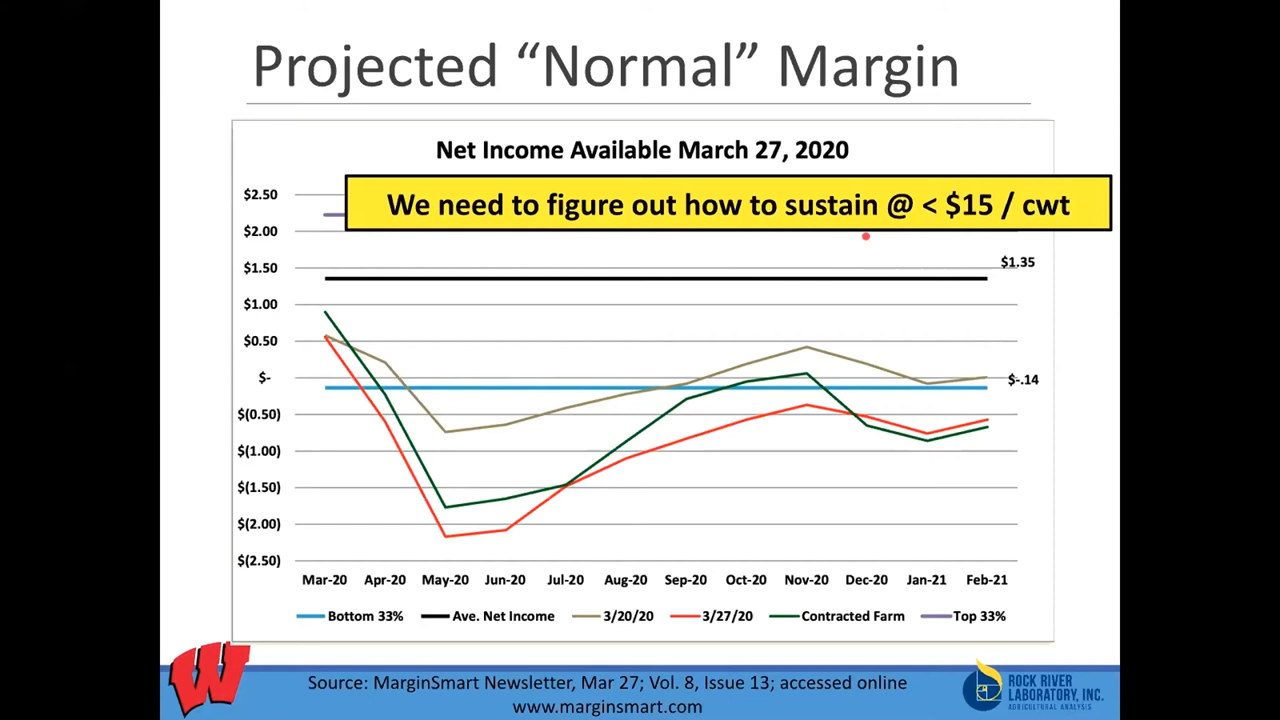 Projected “Normal” Margin
Net Income Available March 27, 2020
We need to figure out how to sustain @ < $15 / cwt
$2.50
$2.00
$1.50
$1.00
$0.50
$-
$(0.50)
$(1.00)
$(1.50)
$(2.00)
$(2.50)
$1.35
$-.14
Mar-20 Apr-20 May-20 Jun-20 Jul-20 Aug-20 Sep-20 Oct-20 Nov-20 Dec-20 Jan-21 Feb-21
Bottom 33% Ave. Net Income 3/20/20 3/27/20 Contracted Farm Top 33%
W
Source: MarginSmart Newsletter, Mar 27; Vol. 8, Issue 13; accessed online
www.marginsmart.com
ROCK RIVER
LABORATORY, INC.
AGRICULTURAL ANALYSIS